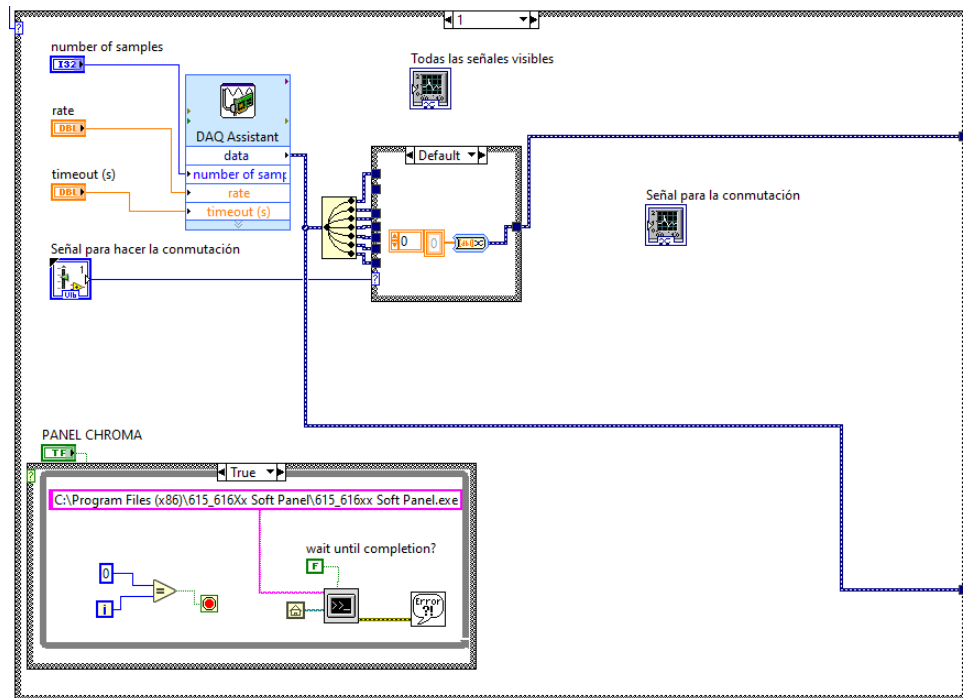 1
?
number of samples
I32
Todas las señales visibles
rate
DBL
DAQ Assistant
data
number of samp
rate
timeout (s)
timeout (s)
DBL
Default
0
0
Señal para la conmutación
Señal para hacer la conmutación
1
?
PANEL CHROMA
TF
?
True
C:\Program Files (x86)\615_616Xx Soft Panel\615_616xx Soft Panel.exe
wait until completion?
F
0
=
i
>>_
Error
?!